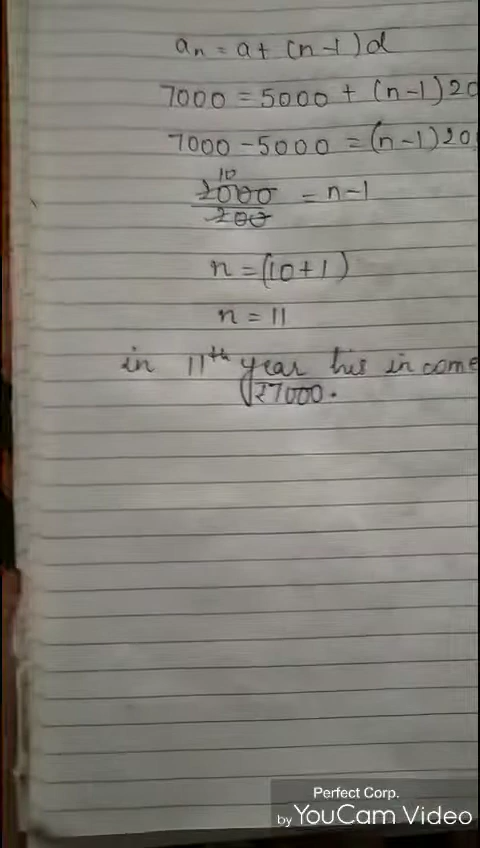 an = a + (n-1)d
7000 = 5000 + (n-1)20
7000 - 5000 = (n-1)20
10
2000
200
= n-1
n = (10+1)
n = 11
in 11th year his income
₹7000.
Perfect Corp.
by YouCam Video